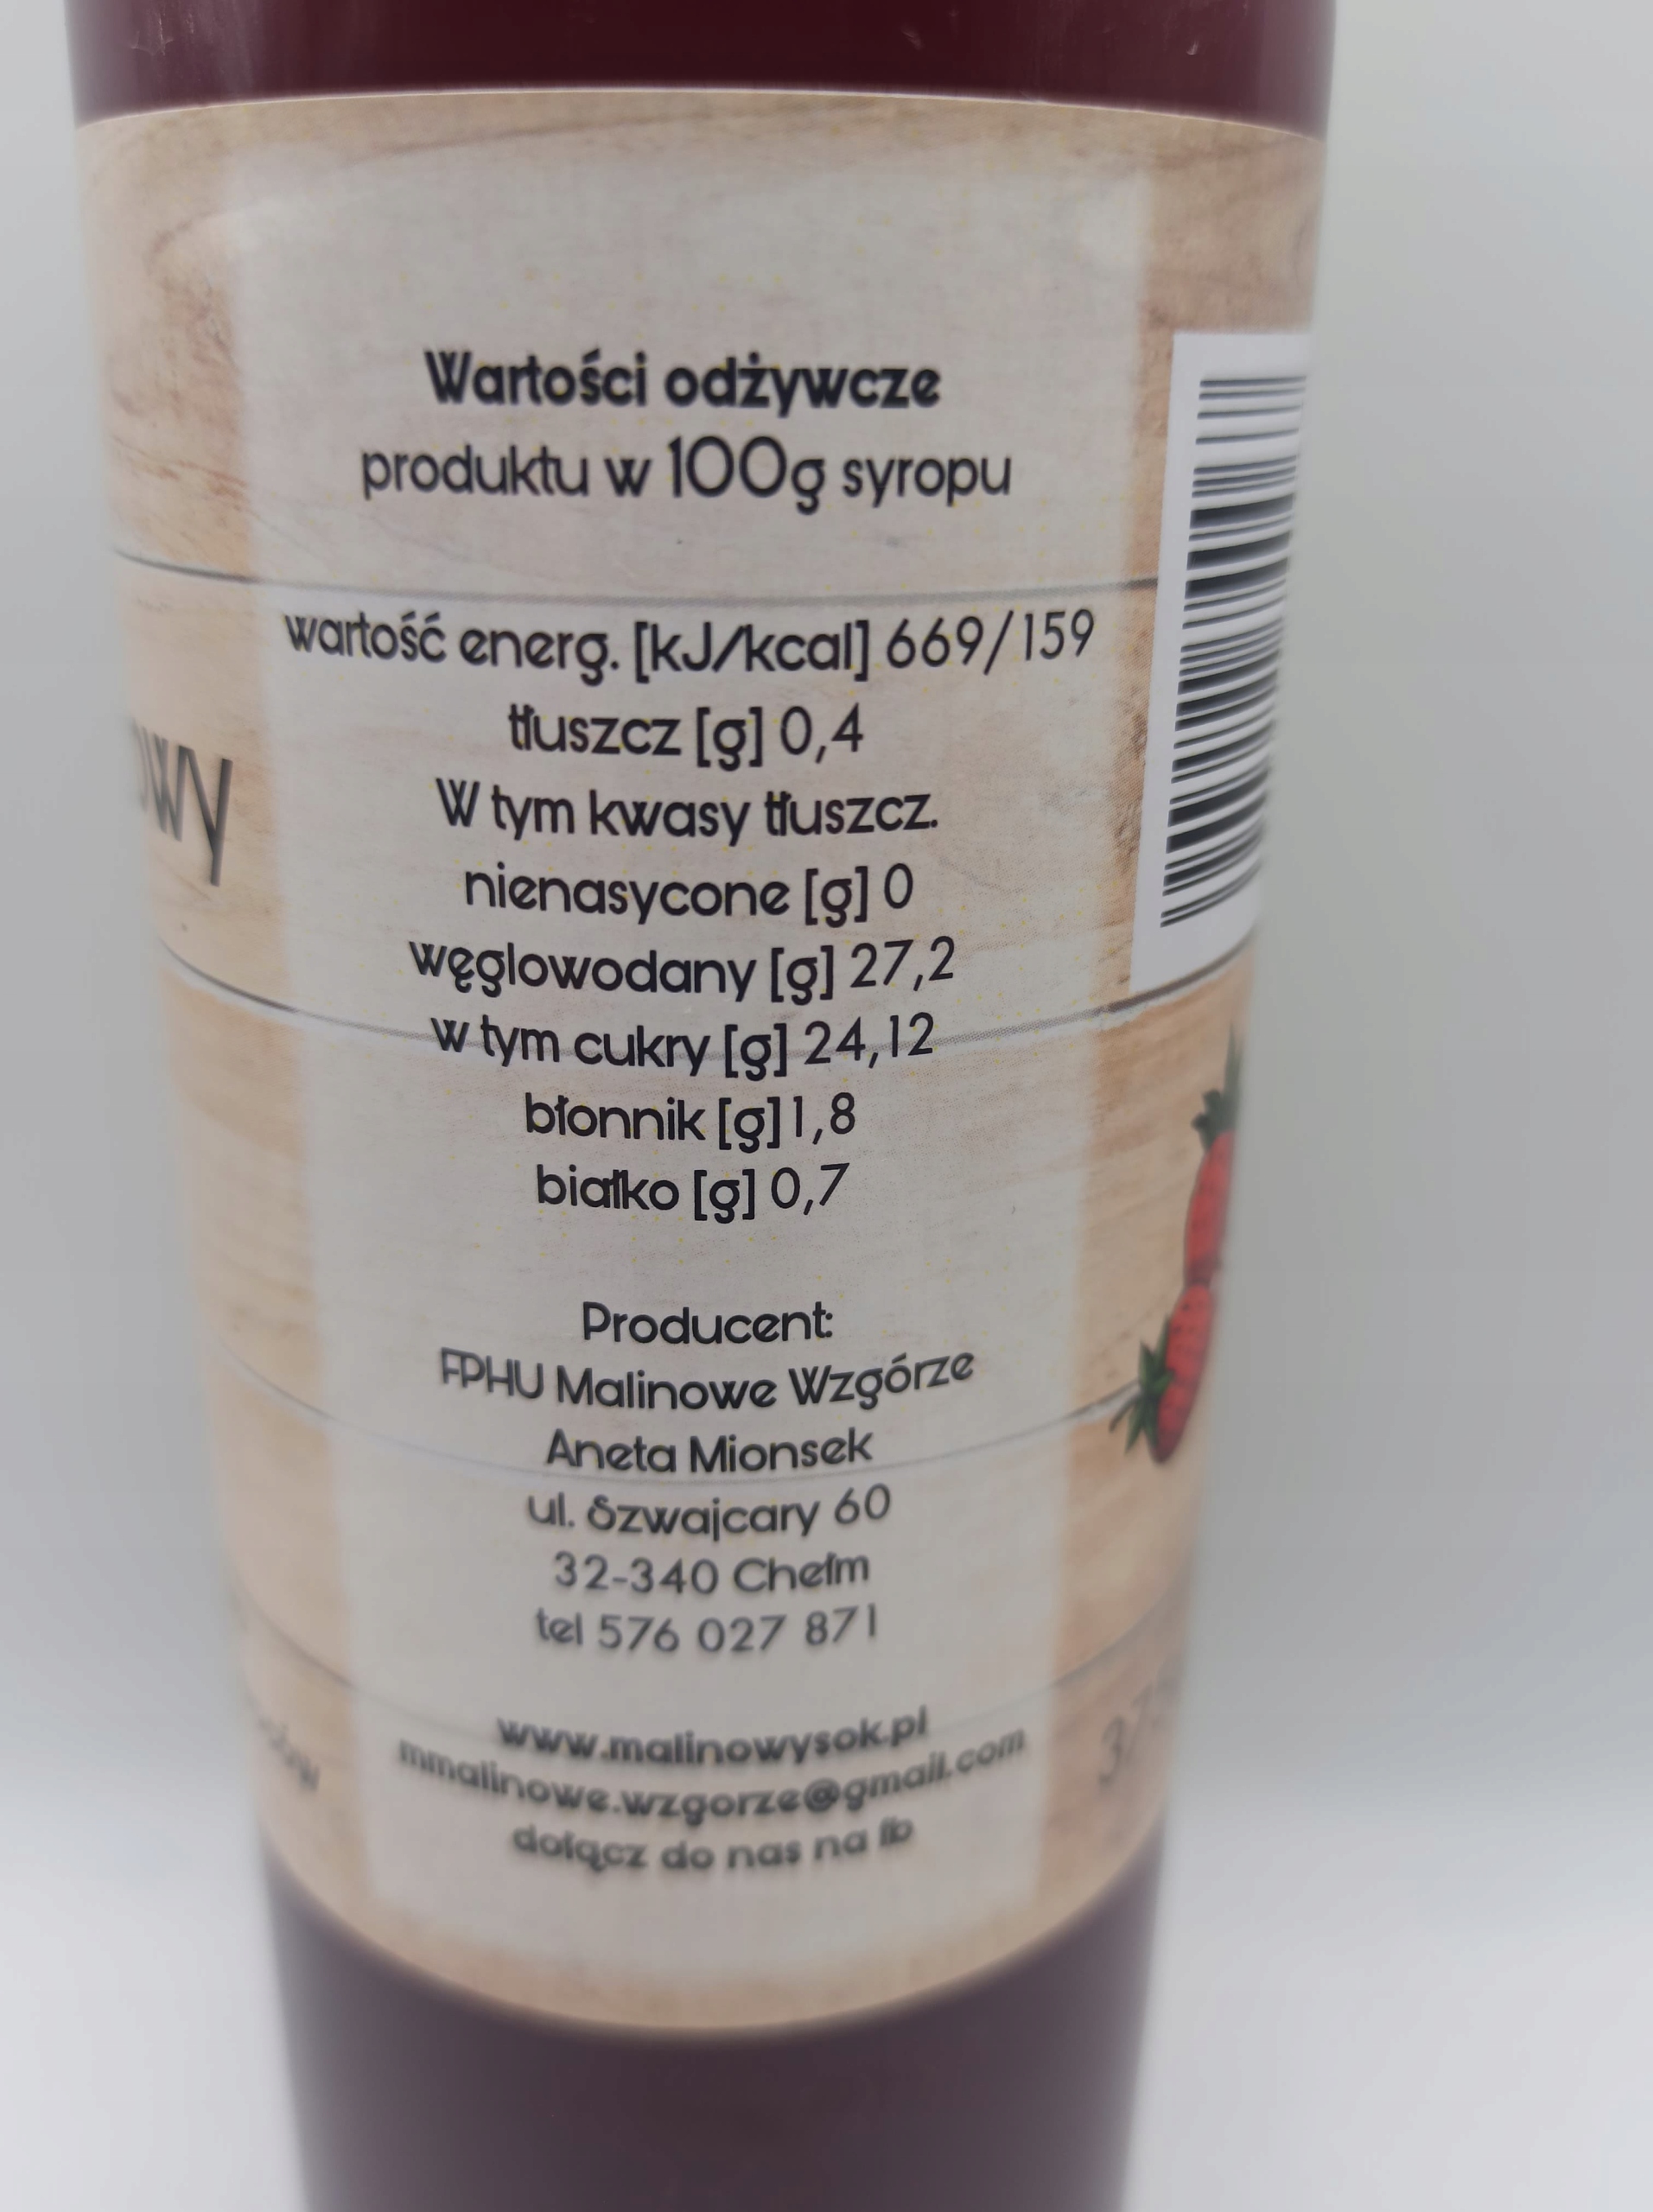 Wartości odżywcze
produktu w 100g syropu
wartość energ. [kJ/kcal] 669/159
tłuszcz [g] 0,4
W tym kwasy tłuszcz.
nienasycone [g] 0
węglowodany [g] 27,2
w tym cukry [g] 24,12
błonnik [g] 1,8
białko [g] 0,7
Producent:
FPHU Malinowe Wzgórze
Aneta Mionsek
ul. Szwajcary 60
32-340 Chełm
tel 576 027 871
www.malinowysok.pl
mmalinowe.wzgorze@gmail.com
dołącz do nas na fb